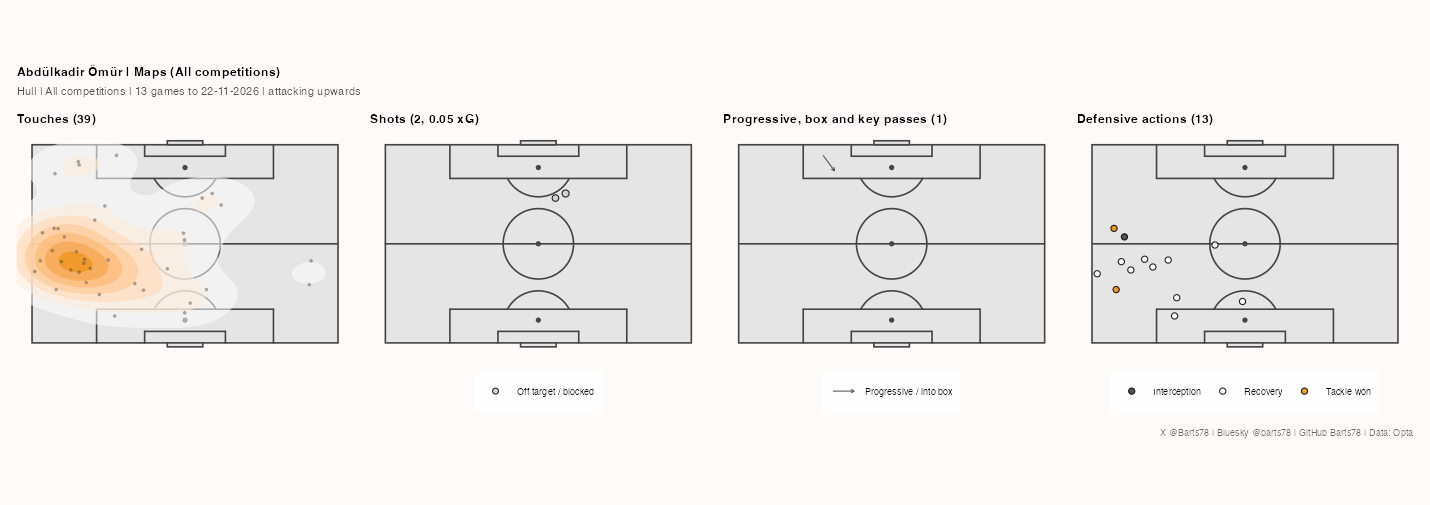 Abdülkadir Ömür | Maps (All competitions)
Hull | All competitions | 13 games to 22-11-2026 | attacking upwards
Touches (39)
Shots (2, 0.05 xG)
Progressive, box and key passes (1)
Defensive actions (13)
Off target / blocked
Progressive / into box
Interception
Recovery
Tackle won
X @Barts78 | Bluesky @barts78 | GitHub Barts78 | Data: Opta